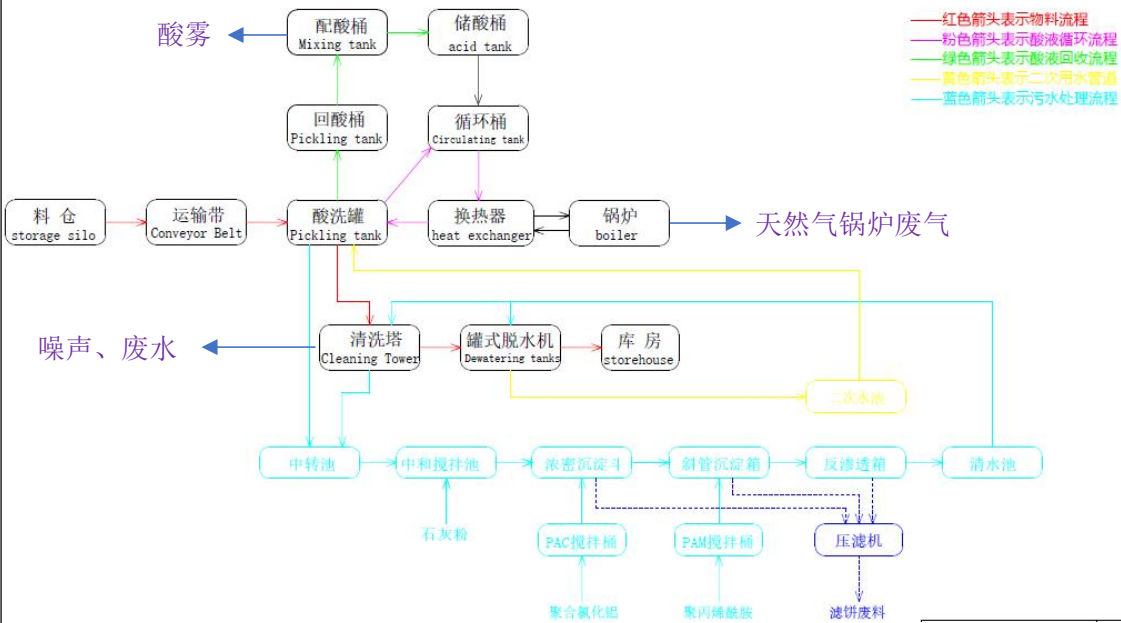 酸雾
配酸桶
Mixing tank
储酸桶
acid tank
红色箭头表示物料流程
粉色箭头表示酸液循环流程
绿色箭头表示酸液回收流程
黄色箭头表示二次用水管道
蓝色箭头表示污水处理流程
回酸桶
Pickling tank
循环桶
Circulating tank
料 仓
storage silo
运输带
Conveyor Belt
酸洗罐
Pickling tank
换热器
heat exchanger
锅炉
boiler
天然气锅炉废气
噪声、废水
清洗塔
Cleaning Tower
罐式脱水机
Dewatering tanks
库 房
storehouse
二次水池
中转池
中和搅拌池
浓密沉淀斗
斜管沉淀箱
反渗透箱
清水池
石灰粉
PAC搅拌桶
PAM搅拌桶
压滤机
聚合氯化铝
聚丙烯酰胺
滤饼废料